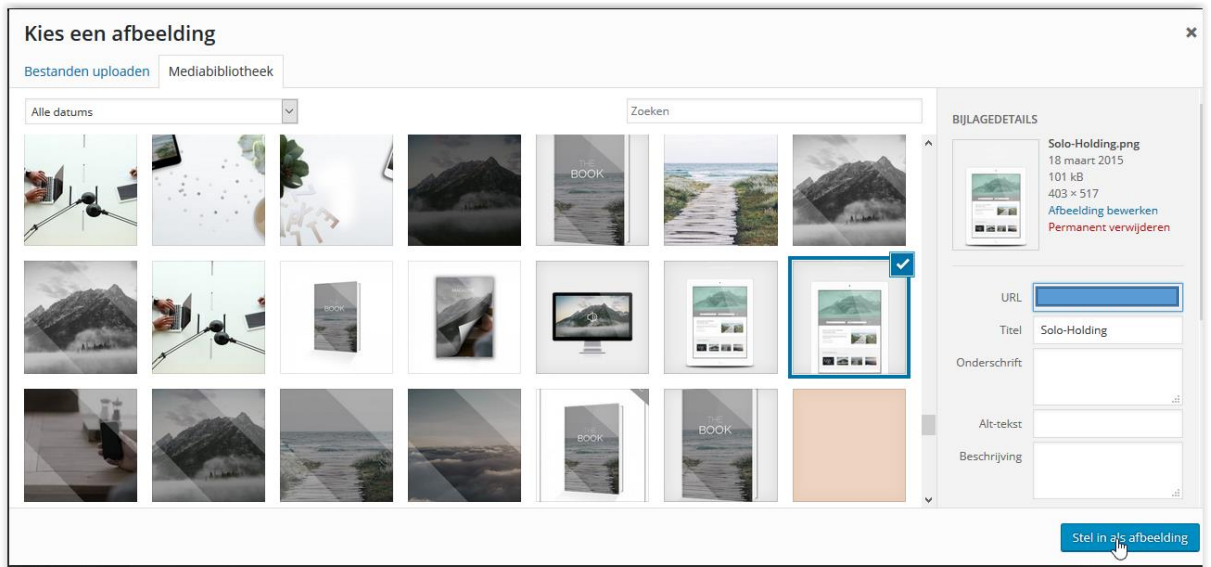 Kies een afbeelding
Bestanden uploaden
Mediabibliotheek
Alle datums
Zoeken
BIJLAGEDETAILS
Solo-Holding.png
18 maart 2015
101 kB
403 × 517
Afbeelding bewerken
Permanent verwijderen
THE
BOOK
BOOK
URL
Titel
Solo-Holding
Onderschrift
BOOK
THE
BOOK
Alt-tekst
Beschrijving
Stel in als afbeelding